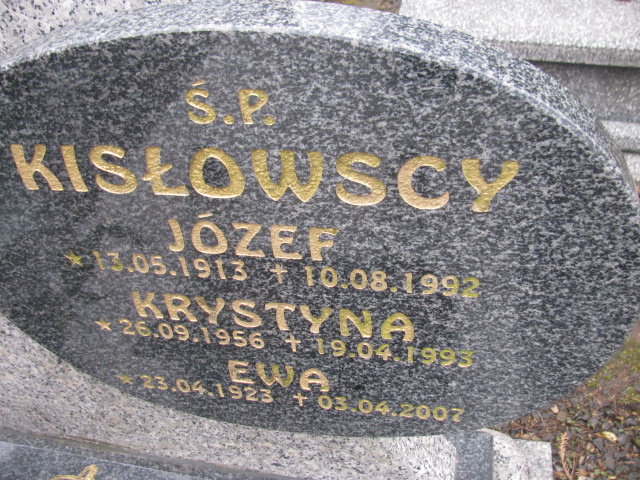 Ś.P.
KISŁOWSCY
JÓZEF
* 13.05.1913 + 10.08.1992
KRYSTYNA
* 26.09.1956 + 19.04.1993
EWA
* 23.04.1923 + 03.04.2007